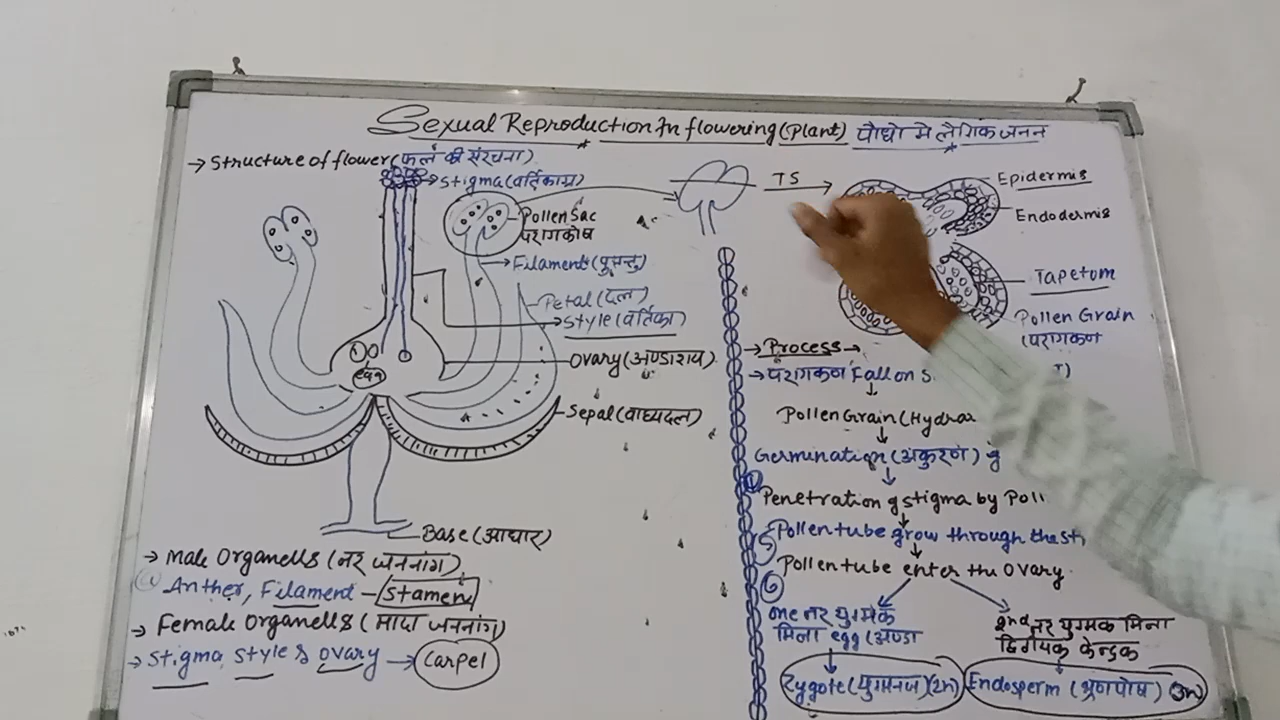 Sexual Reproduction In flowering (Plant) पौधों में लैंगिक जनन
→ Structure of flower (फूल की संरचना)
→ Stigma (वर्तिकाग्र)
Pollen Sac
परागकोष
→ Filament (पुतन्तु)
Petal (दल)
→ Style (वर्तिका)
Ovary (अण्डाशय)
egg
Sepal (वाध्यदल)
Base (आधार)
→ Male Organells (नर जननांग)
Anther, Filament - Stamen
→ Female Organells (मादा जननांग)
→ Stigma, Style & Ovary → Carpel
TS
Epidermis
Endodermis
Tapetom
Pollen Grain
(परागकण
→ Process →
→ परागकण Fall on S
Pollen Grain (Hydra
Germination (अंकुरण)
Penetration of stigma by Poll
Pollen tube grow through the st
Pollen tube enter the Ovary
one नर युग्मक
मिला egg (अण्डा
2nd नर युग्मक मिला
द्वितीयक केन्द्रक
Zygote (युग्मनज) (2n)
Endosperm (भ्रूणपोष) 3n